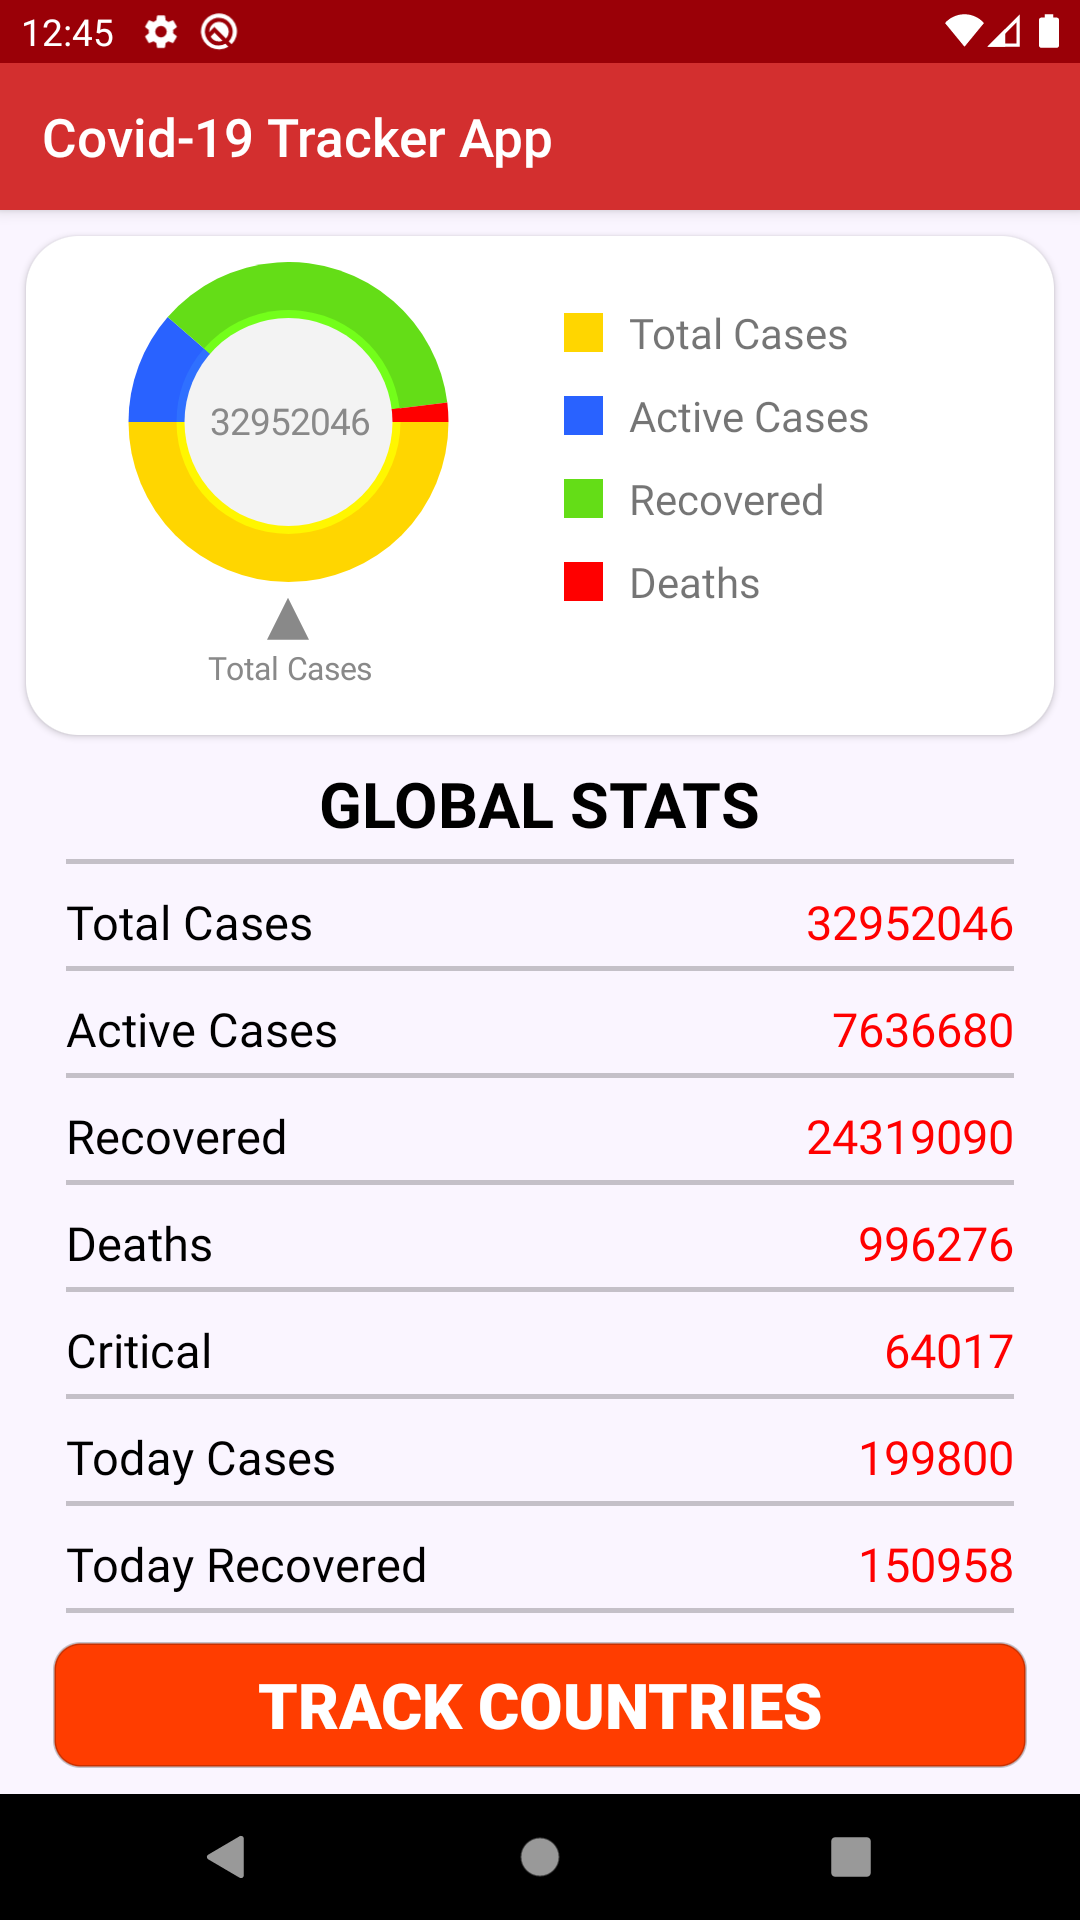 12:45
Covid-19 Tracker App
32952046
Total Cases
Total Cases
Active Cases
Recovered
Deaths
GLOBAL STATS
Total Cases 32952046
Active Cases 7636680
Recovered 24319090
Deaths 996276
Critical 64017
Today Cases 199800
Today Recovered 150958
TRACK COUNTRIES